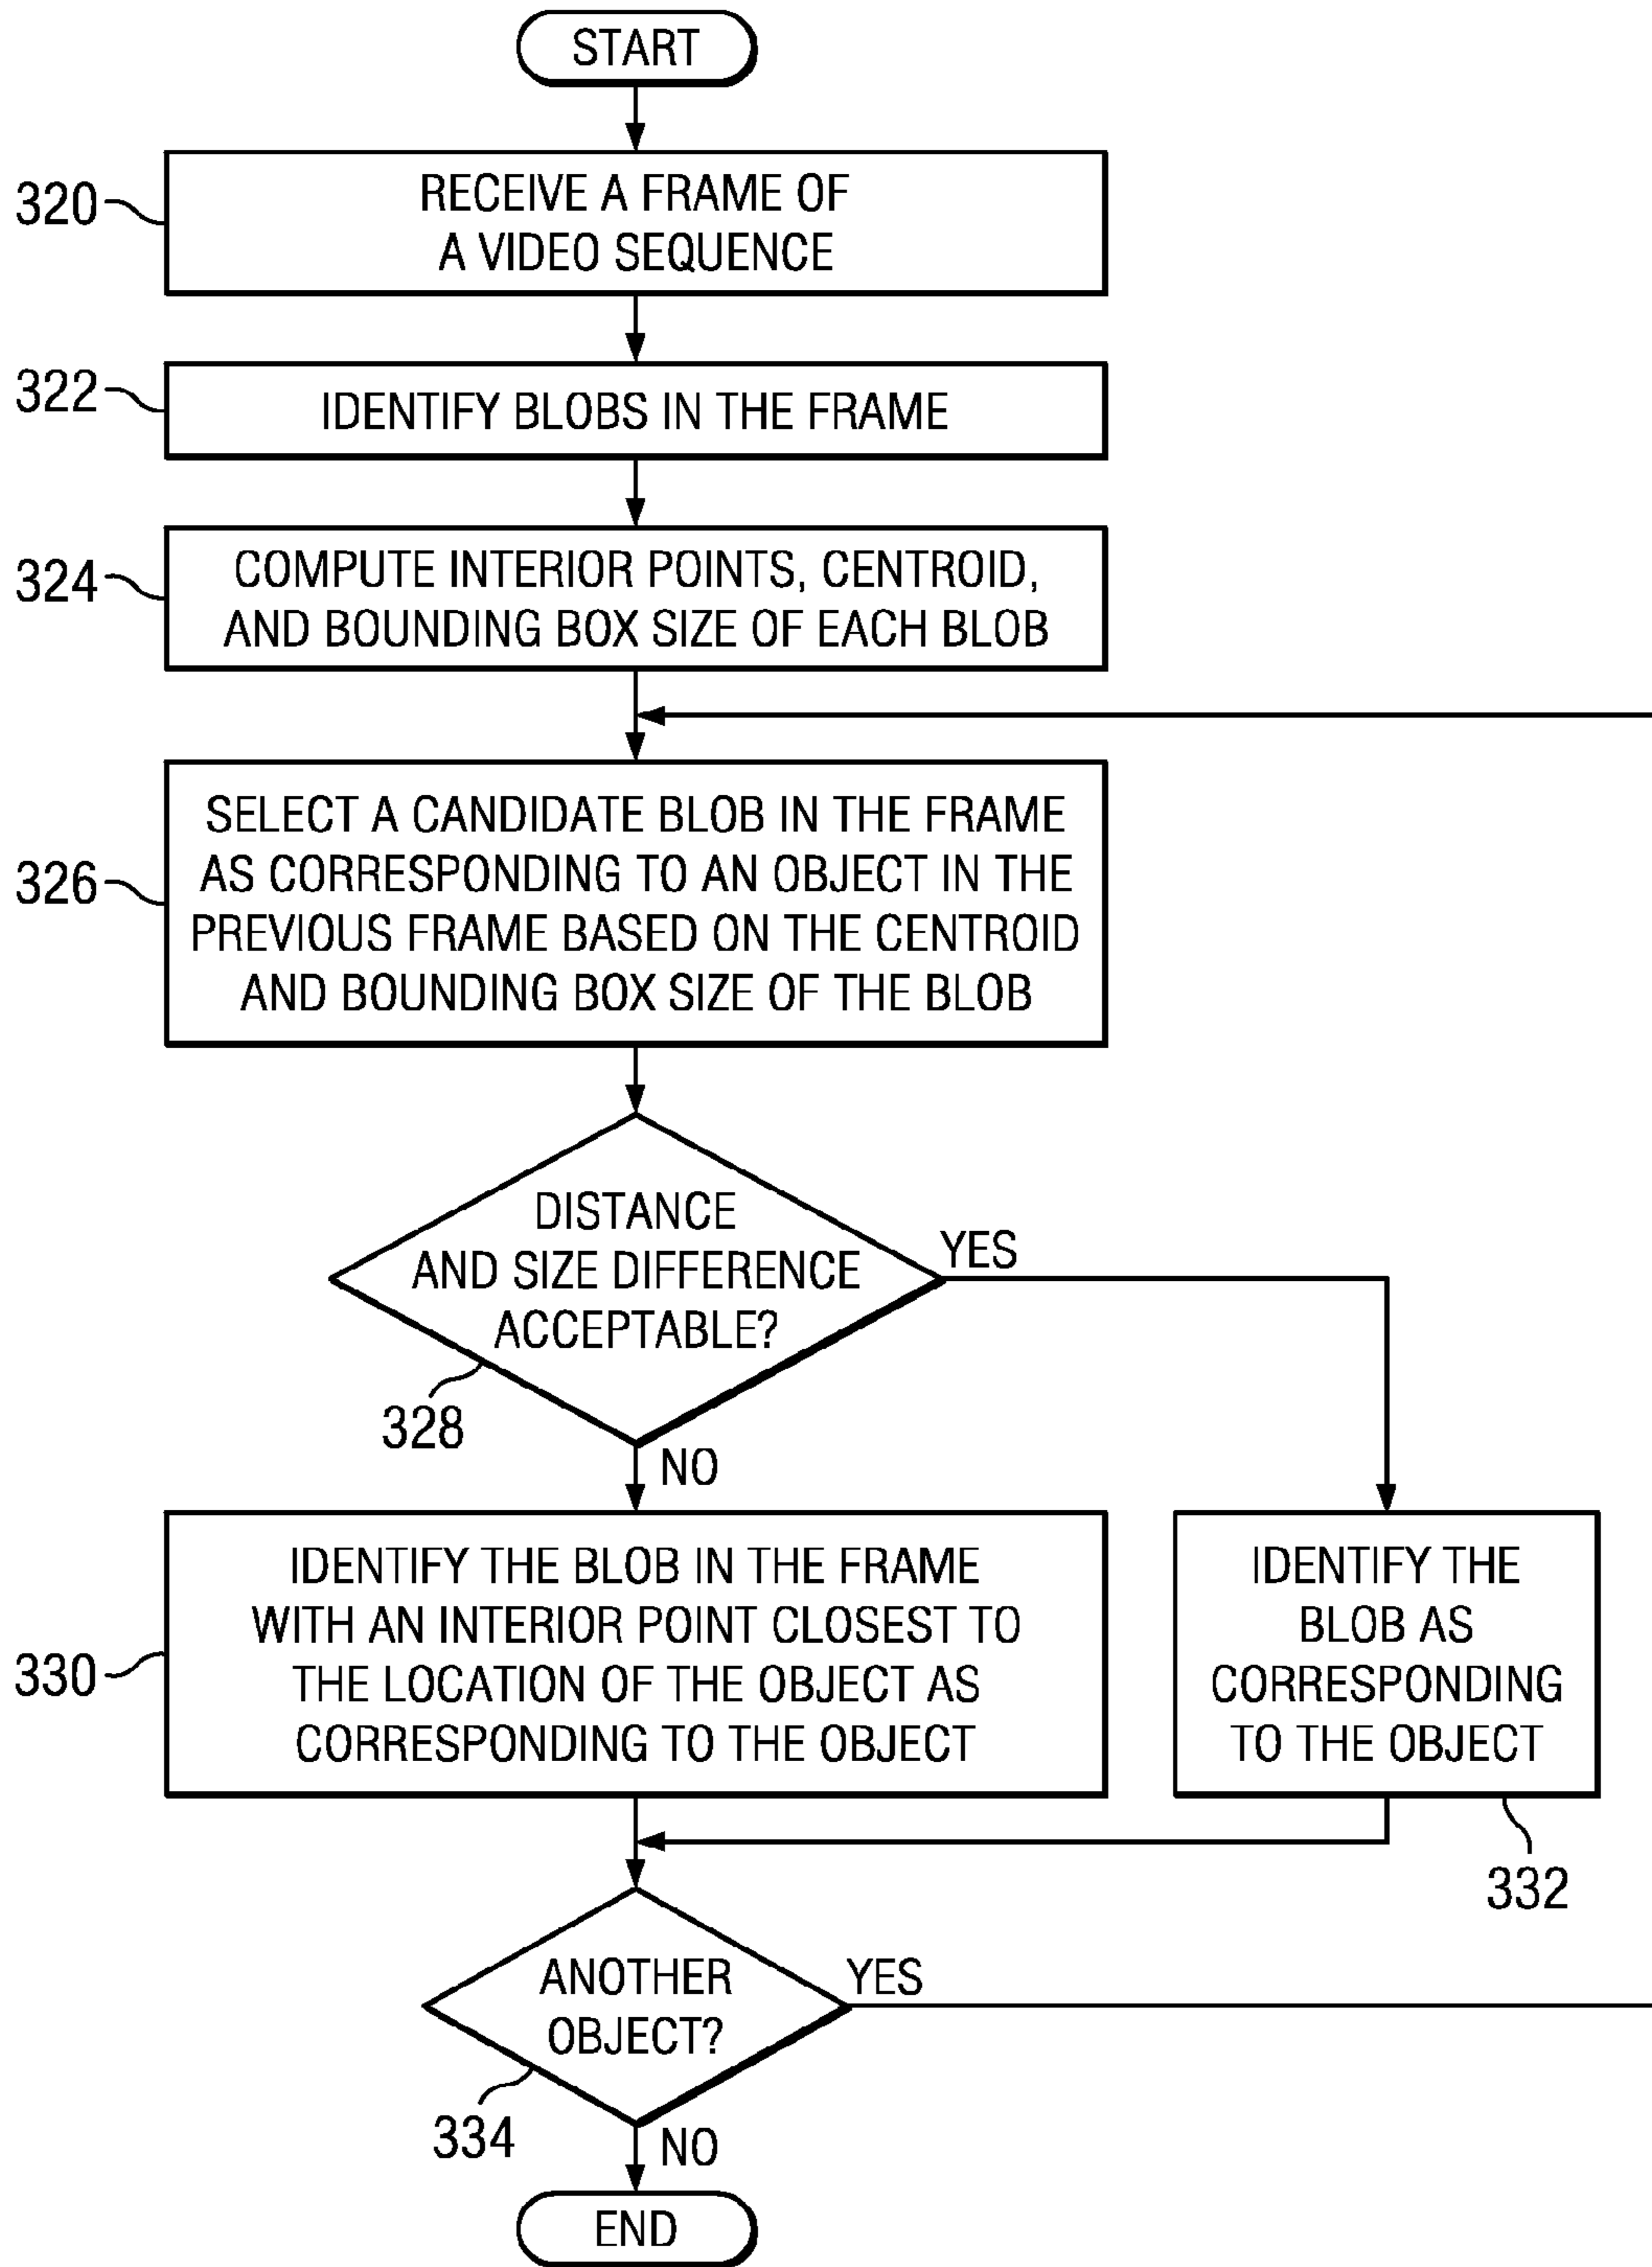 START
320
RECEIVE A FRAME OF
A VIDEO SEQUENCE
322
IDENTIFY BLOBS IN THE FRAME
324
COMPUTE INTERIOR POINTS, CENTROID,
AND BOUNDING BOX SIZE OF EACH BLOB
326
SELECT A CANDIDATE BLOB IN THE FRAME
AS CORRESPONDING TO AN OBJECT IN THE
PREVIOUS FRAME BASED ON THE CENTROID
AND BOUNDING BOX SIZE OF THE BLOB
DISTANCE
AND SIZE DIFFERENCE
ACCEPTABLE?
YES
328
NO
330
IDENTIFY THE BLOB IN THE FRAME
WITH AN INTERIOR POINT CLOSEST TO
THE LOCATION OF THE OBJECT AS
CORRESPONDING TO THE OBJECT
IDENTIFY THE
BLOB AS
CORRESPONDING
TO THE OBJECT
332
ANOTHER
OBJECT?
YES
334
NO
END